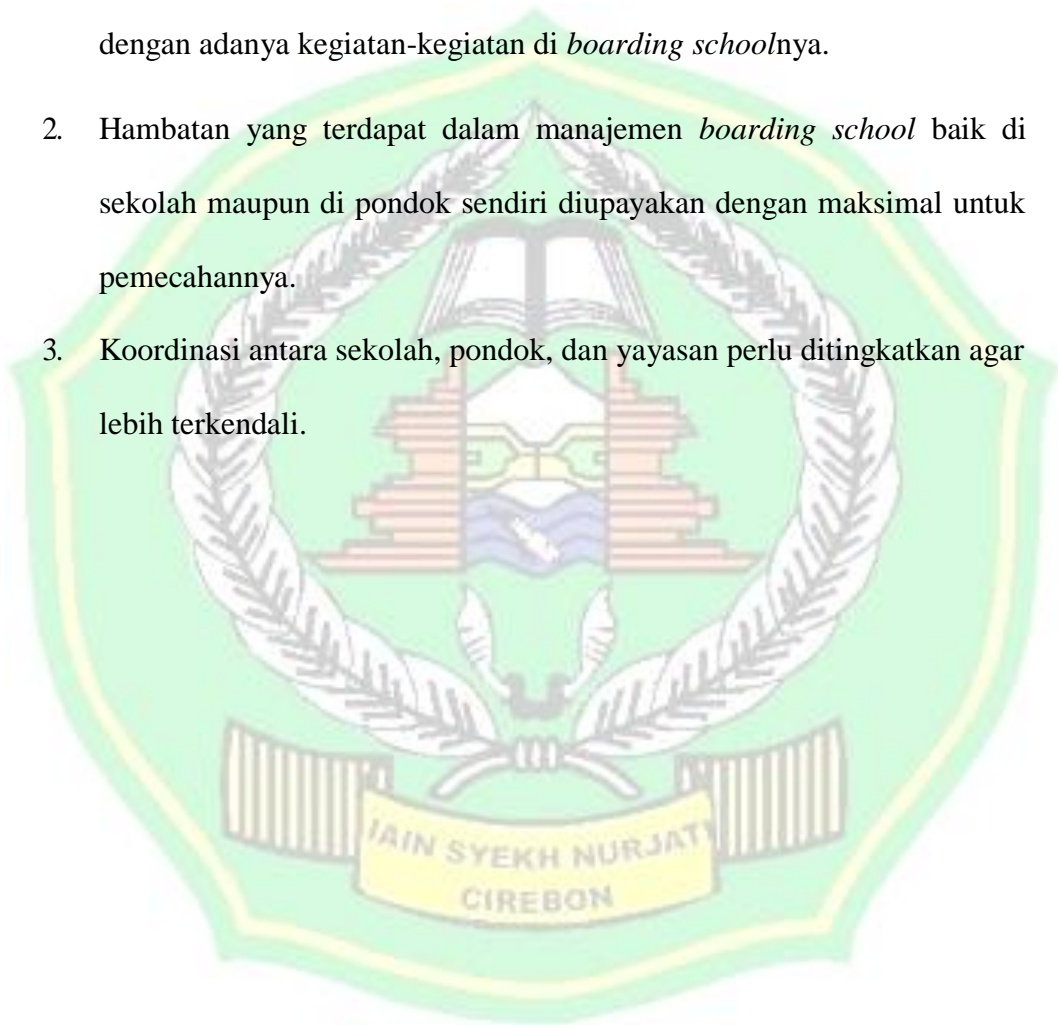 dengan adanya kegiatan-kegiatan di boarding schoolnya.
2. Hambatan yang terdapat dalam manajemen boarding school baik di
sekolah maupun di pondok sendiri diupayakan dengan maksimal untuk
pemecahannya.
3. Koordinasi antara sekolah, pondok, dan yayasan perlu ditingkatkan agar
lebih terkendali.
IAIN SYEKH NURJATI
CIREBON